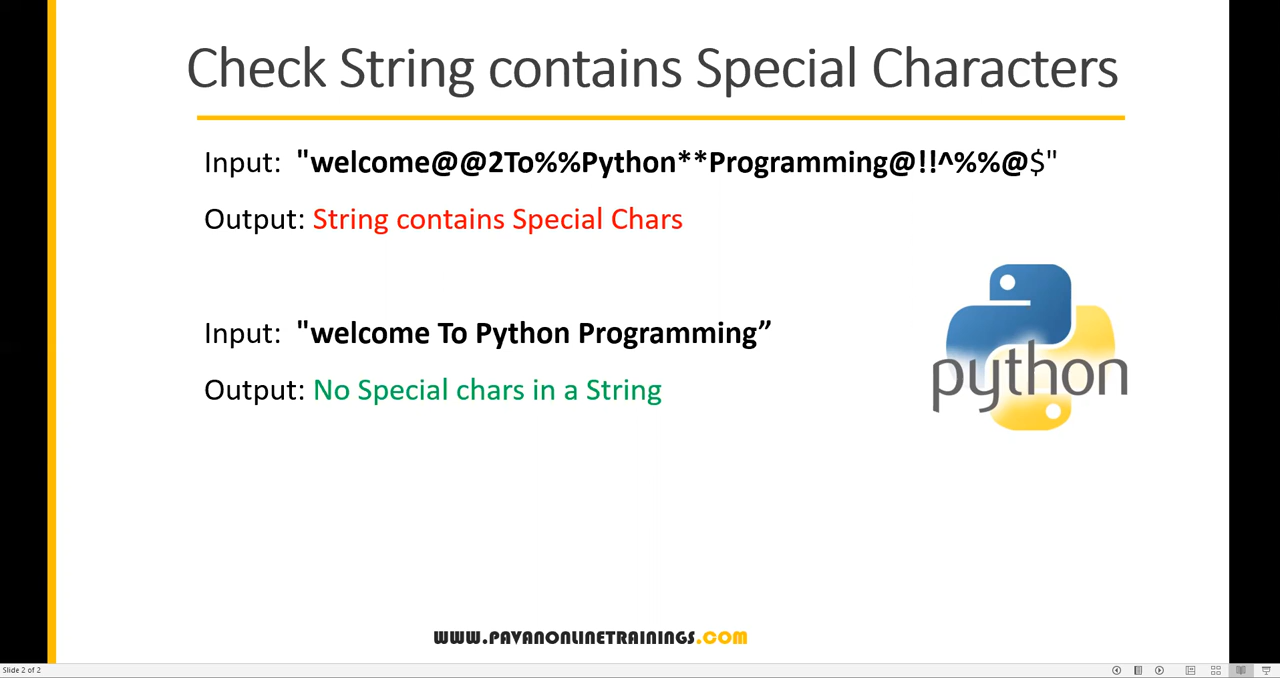 Check String contains Special Characters
Input: "welcome@@2To%%Python**Programming@!!^%%@$"
Output: String contains Special Chars
Input: "welcome To Python Programming”
Output: No Special chars in a String
python
WWW.PAVANONLINETRAININGS.COM
Slide 2 of 2